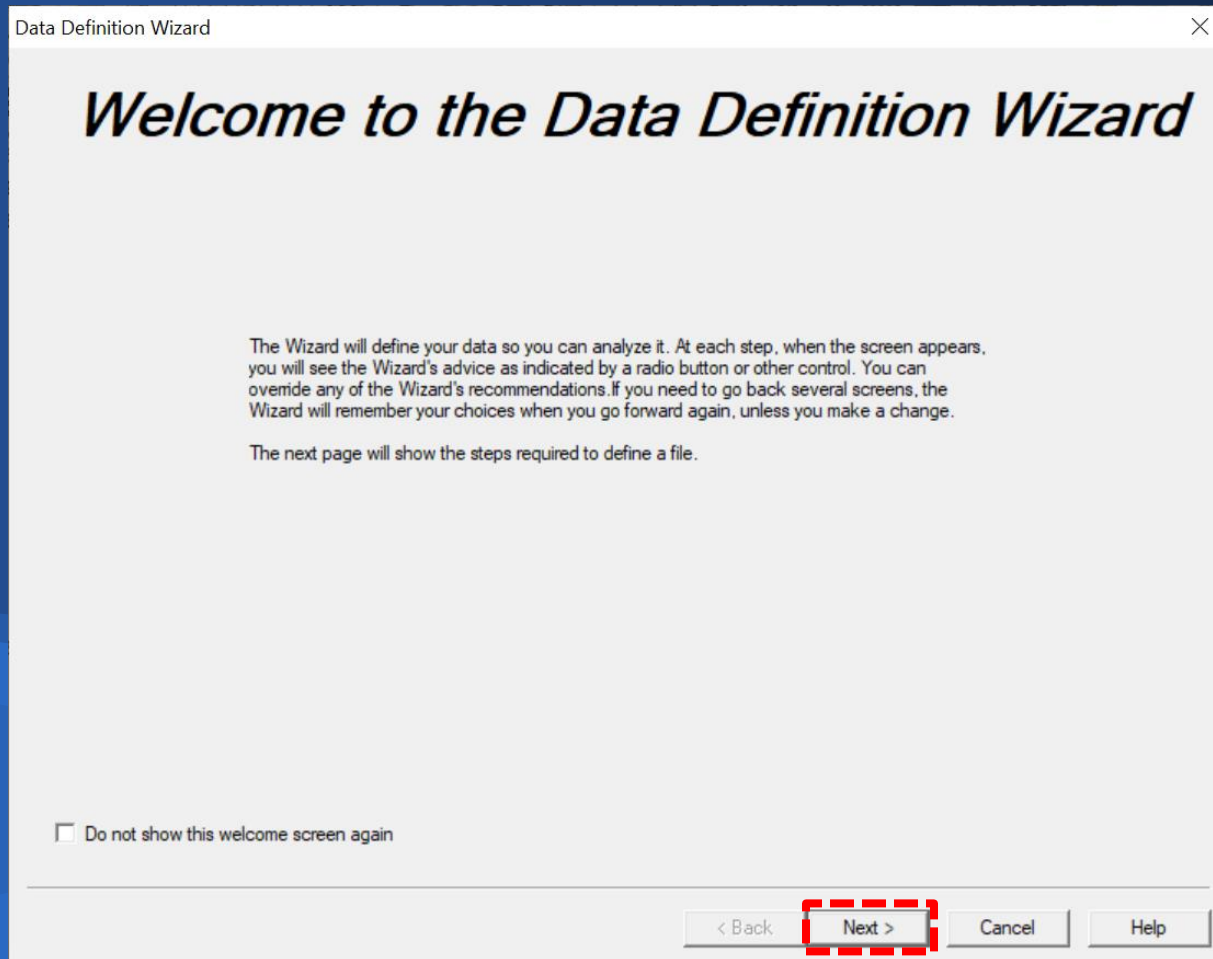 Data Definition Wizard
Welcome to the Data Definition Wizard
The Wizard will define your data so you can analyze it. At each step, when the screen appears,
you will see the Wizard's advice as indicated by a radio button or other control. You can
override any of the Wizard's recommendations.If you need to go back several screens, the
Wizard will remember your choices when you go forward again, unless you make a change.
The next page will show the steps required to define a file.
Do not show this welcome screen again
< Back
Next >
Cancel
Help